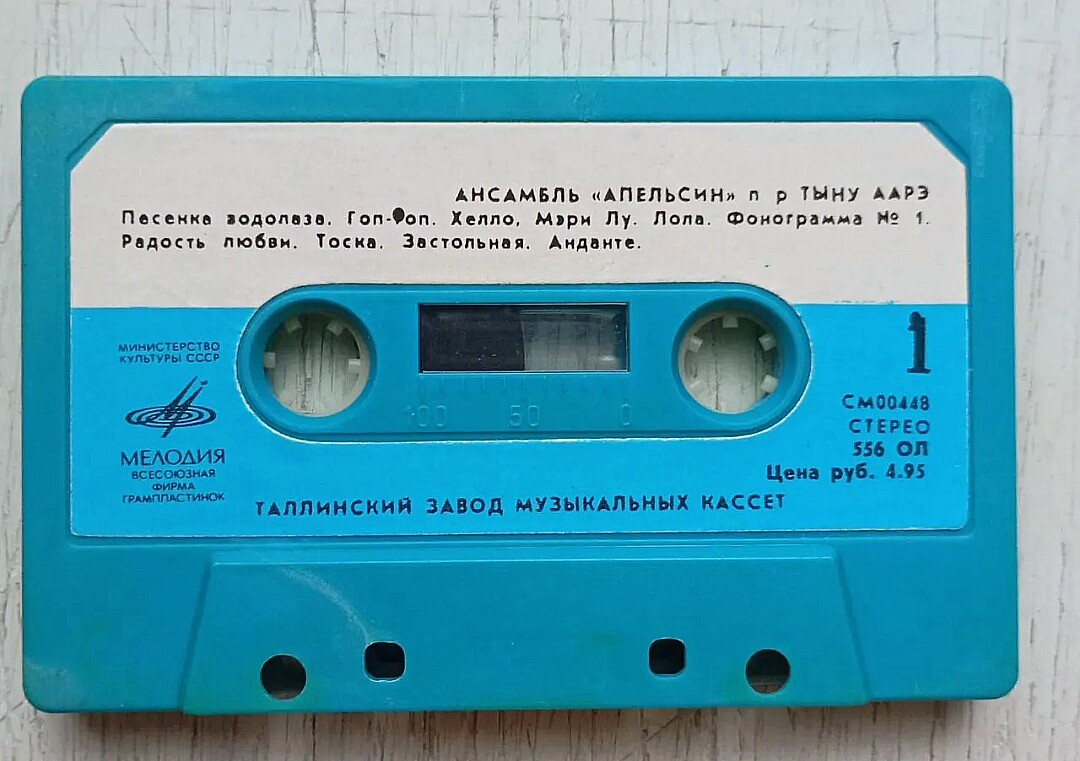 АНСАМБЛЬ «АПЕЛЬСИН» п р ТЫНУ ААРЭ
Песенка водолаза. Гоп-оп. Хелло, Мэри Лу. Лола. Фонограмма № 1.
Радость любви. Тоска. Застольная. Анданте.
МИНИСТЕРСТВО
КУЛЬТУРЫ СССР
МЕЛОДИЯ
ВСЕСОЮЗНАЯ
ФИРМА
ГРАМПЛАСТИНОК
100 50 0
1
СМ00448
СТЕРЕО
556 ОЛ
Цена руб. 4.95
ТАЛЛИНСКИЙ ЗАВОД МУЗЫКАЛЬНЫХ КАССЕТ